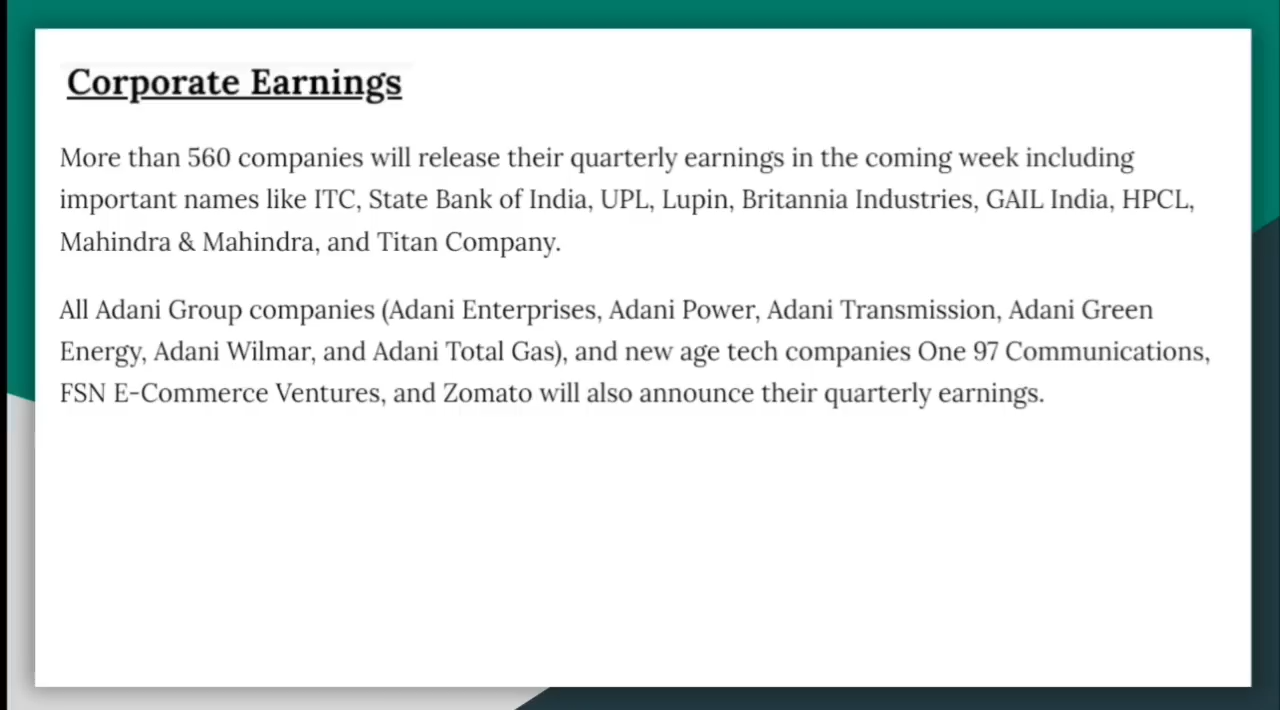 Corporate Earnings
More than 560 companies will release their quarterly earnings in the coming week including
important names like ITC, State Bank of India, UPL, Lupin, Britannia Industries, GAIL India, HPCL,
Mahindra & Mahindra, and Titan Company.
All Adani Group companies (Adani Enterprises, Adani Power, Adani Transmission, Adani Green
Energy, Adani Wilmar, and Adani Total Gas), and new age tech companies One 97 Communications,
FSN E-Commerce Ventures, and Zomato will also announce their quarterly earnings.